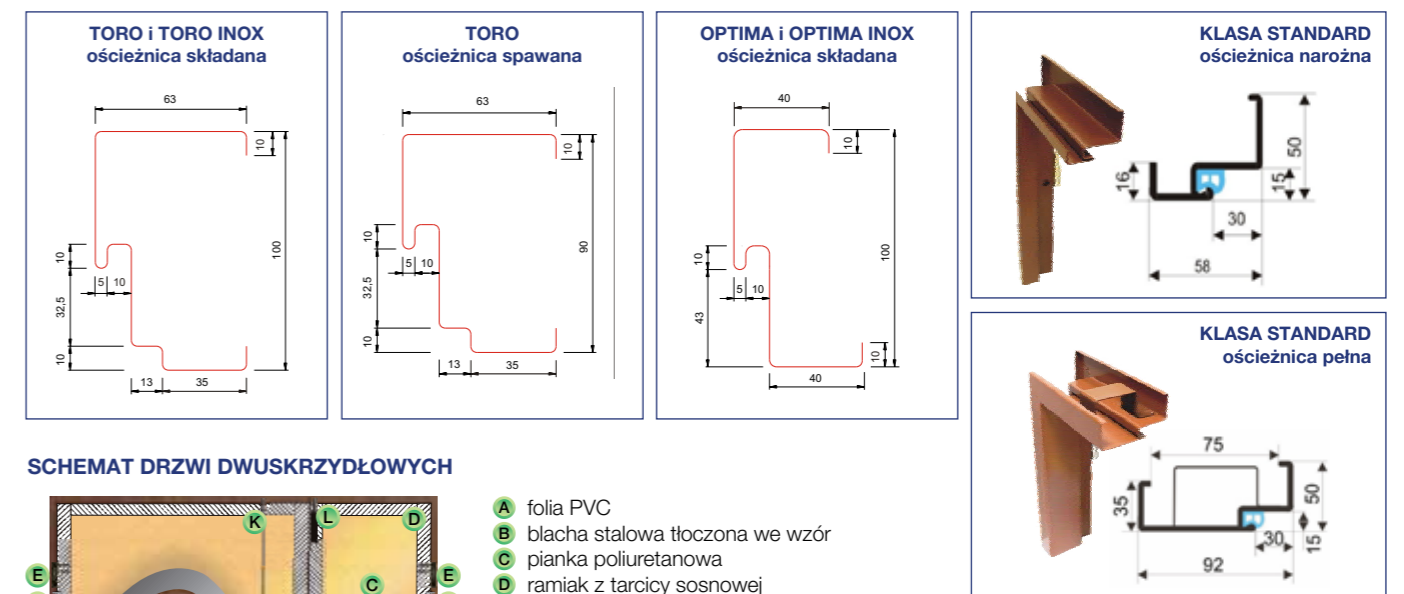 TORO i TORO INOX
ościeżnica składana
63
10
100
10
5 10
32,5
10
13 35
TORO
ościeżnica spawana
63
10
90
10
5 10
32,5
10
13 35
OPTIMA i OPTIMA INOX
ościeżnica składana
40
10
100
10
5 10
43
10
40
KLASA STANDARD
ościeżnica narożna
50
16
15
30
58
KLASA STANDARD
ościeżnica pełna
75
35
50
30
15
92
SCHEMAT DRZWI DWUSKRZYDŁOWYCH
K L D
E C E
A folia PVC
B blacha stalowa tłoczona we wzór
C pianka poliuretanowa
D ramiak z tarcicy sosnowej